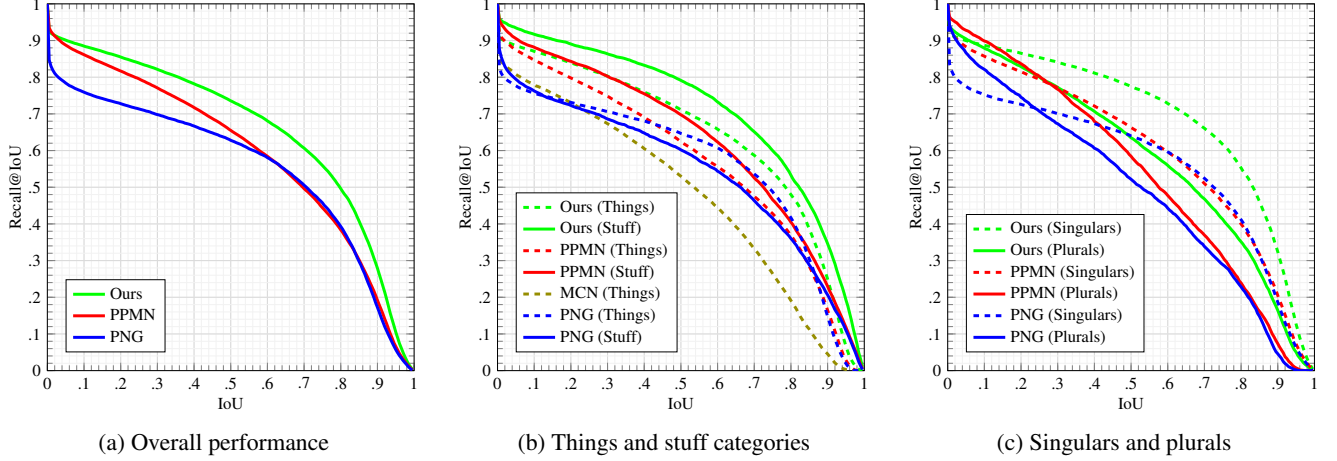 1
.9
.8
.7
.6
.5
.4
.3
.2
.1
0
Recall@IoU
0 .1 .2 .3 .4 .5 .6 .7 .8 .9 1
IoU
Ours
PPMN
PNG
(a) Overall performance
1
.9
.8
.7
.6
.5
.4
.3
.2
.1
0
Recall@IoU
0 .1 .2 .3 .4 .5 .6 .7 .8 .9 1
IoU
Ours (Things)
Ours (Stuff)
PPMN (Things)
PPMN (Stuff)
MCN (Things)
PNG (Things)
PNG (Stuff)
(b) Things and stuff categories
1
.9
.8
.7
.6
.5
.4
.3
.2
.1
0
Recall@IoU
0 .1 .2 .3 .4 .5 .6 .7 .8 .9 1
IoU
Ours (Singulars)
Ours (Plurals)
PPMN (Singulars)
PPMN (Plurals)
PNG (Singulars)
PNG (Plurals)
(c) Singulars and plurals